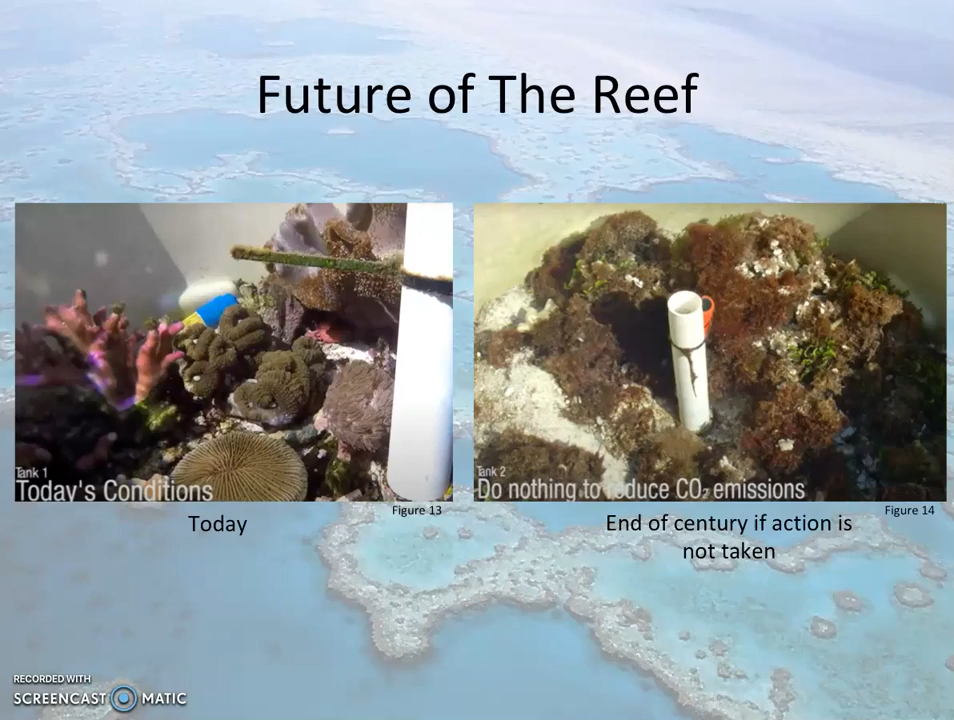 Future of The Reef
Tank 1
Today's Conditions
Tank 2
Do nothing to reduce CO₂ emissions
Figure 13
Figure 14
Today
End of century if action is
not taken
RECORDED WITH
SCREENCAST MATIC